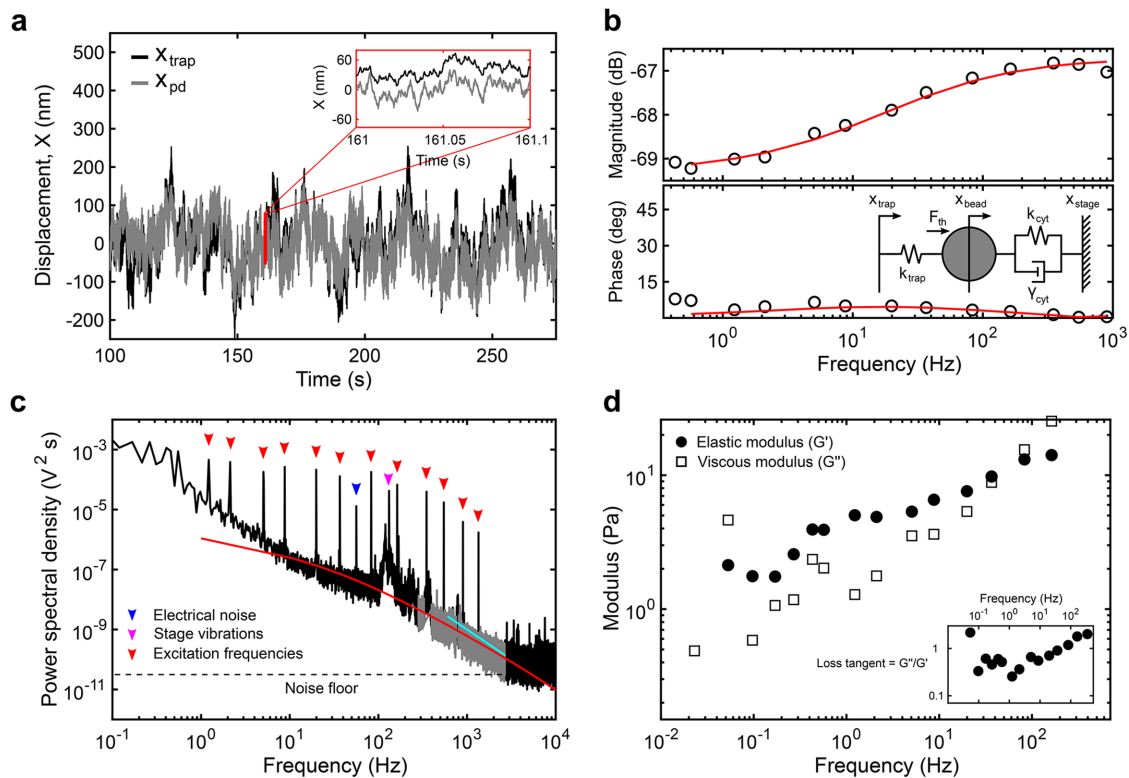 a
X_trap
X_pd
Displacement, X (nm)
500
400
300
200
100
0
-100
-200
100
150
200
250
Time (s)
X (nm)
60
0
-60
161
161.05
161.1
Time (s)
b
Magnitude (dB)
-67
-68
-69
Phase (deg)
45
30
15
x_trap
F_th
x_bead
k_cyt
x_stage
k_trap
γ_cyt
10^0
10^1
10^2
10^3
Frequency (Hz)
c
Power spectral density (V^2 s)
10^-3
10^-5
10^-7
10^-9
10^-11
Electrical noise
Stage vibrations
Excitation frequencies
Noise floor
10^-1
10^0
10^1
10^2
10^3
10^4
Frequency (Hz)
d
Elastic modulus (G')
Viscous modulus (G'')
Modulus (Pa)
10^1
10^0
Frequency (Hz)
10^-1
10^0
10^1
10^2
Loss tangent = G''/G'
1
0.1
10^-2
10^-1
10^0
10^1
10^2
Frequency (Hz)